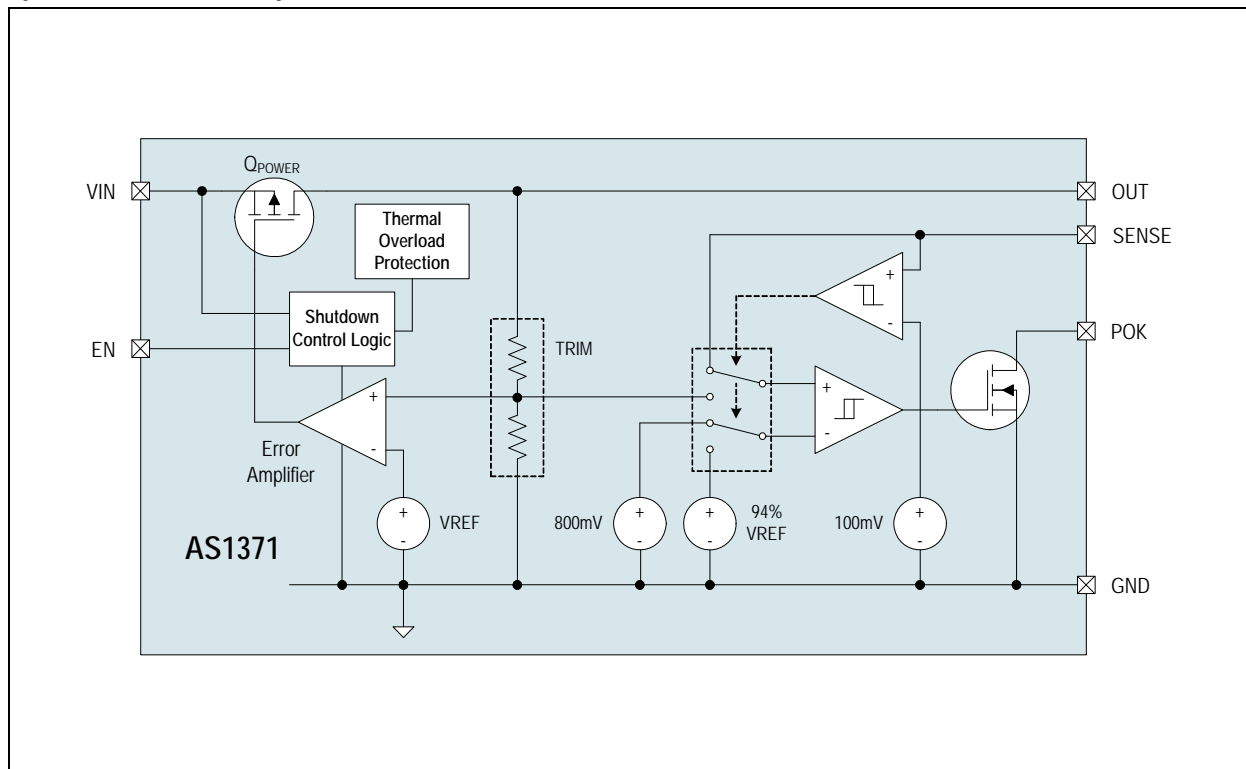 Q_POWER
VIN
OUT
Thermal
Overload
Protection
SENSE
Shutdown
Control Logic
EN
TRIM
POK
+
-
+
-
+
-
Error
Amplifier
+
-
VREF
800mV
+
-
+
-
94%
VREF
100mV
+
-
AS1371
GND